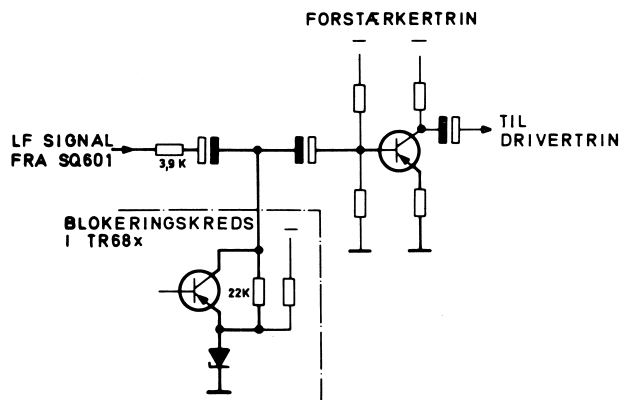 FORSTÆRKERTRIN
LF SIGNAL
FRA SQ601
3,9 K
TIL
DRIVERTRIN
BLOKERINGSKREDS
I TR68x
22K